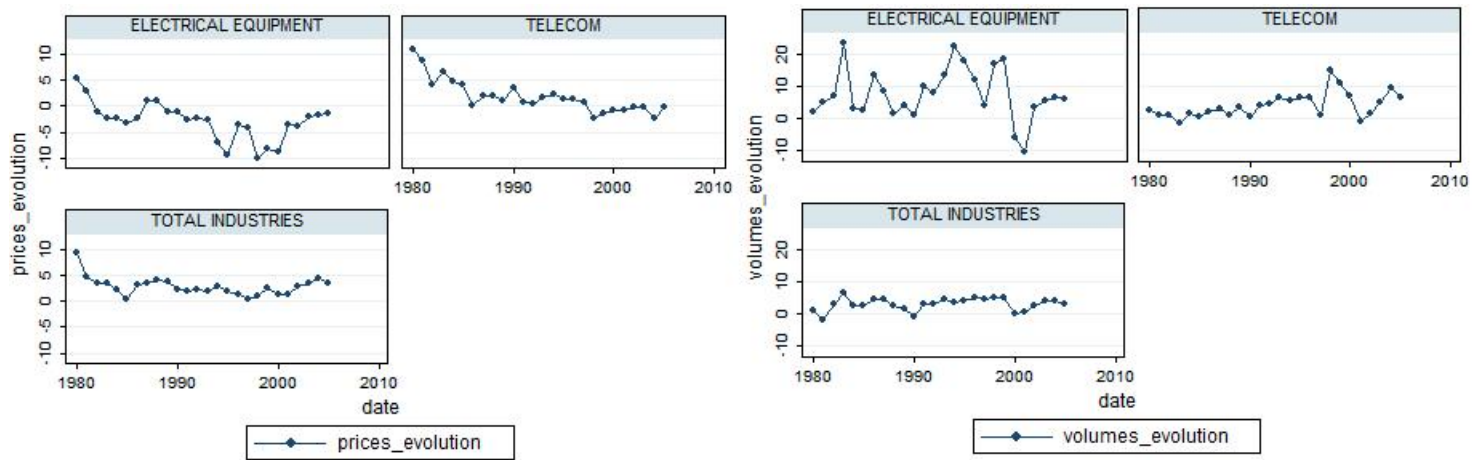 ELECTRICAL EQUIPMENT
TELECOM
10
5
0
-5
-10
1980 1990 2000 2010
TOTAL INDUSTRIES
10
5
0
-5
-10
1980 1990 2000 2010
prices_evolution
date
prices_evolution
ELECTRICAL EQUIPMENT
TELECOM
20
10
0
-10
1980 1990 2000 2010
TOTAL INDUSTRIES
20
10
0
-10
1980 1990 2000 2010
volumes_evolution
date
volumes_evolution